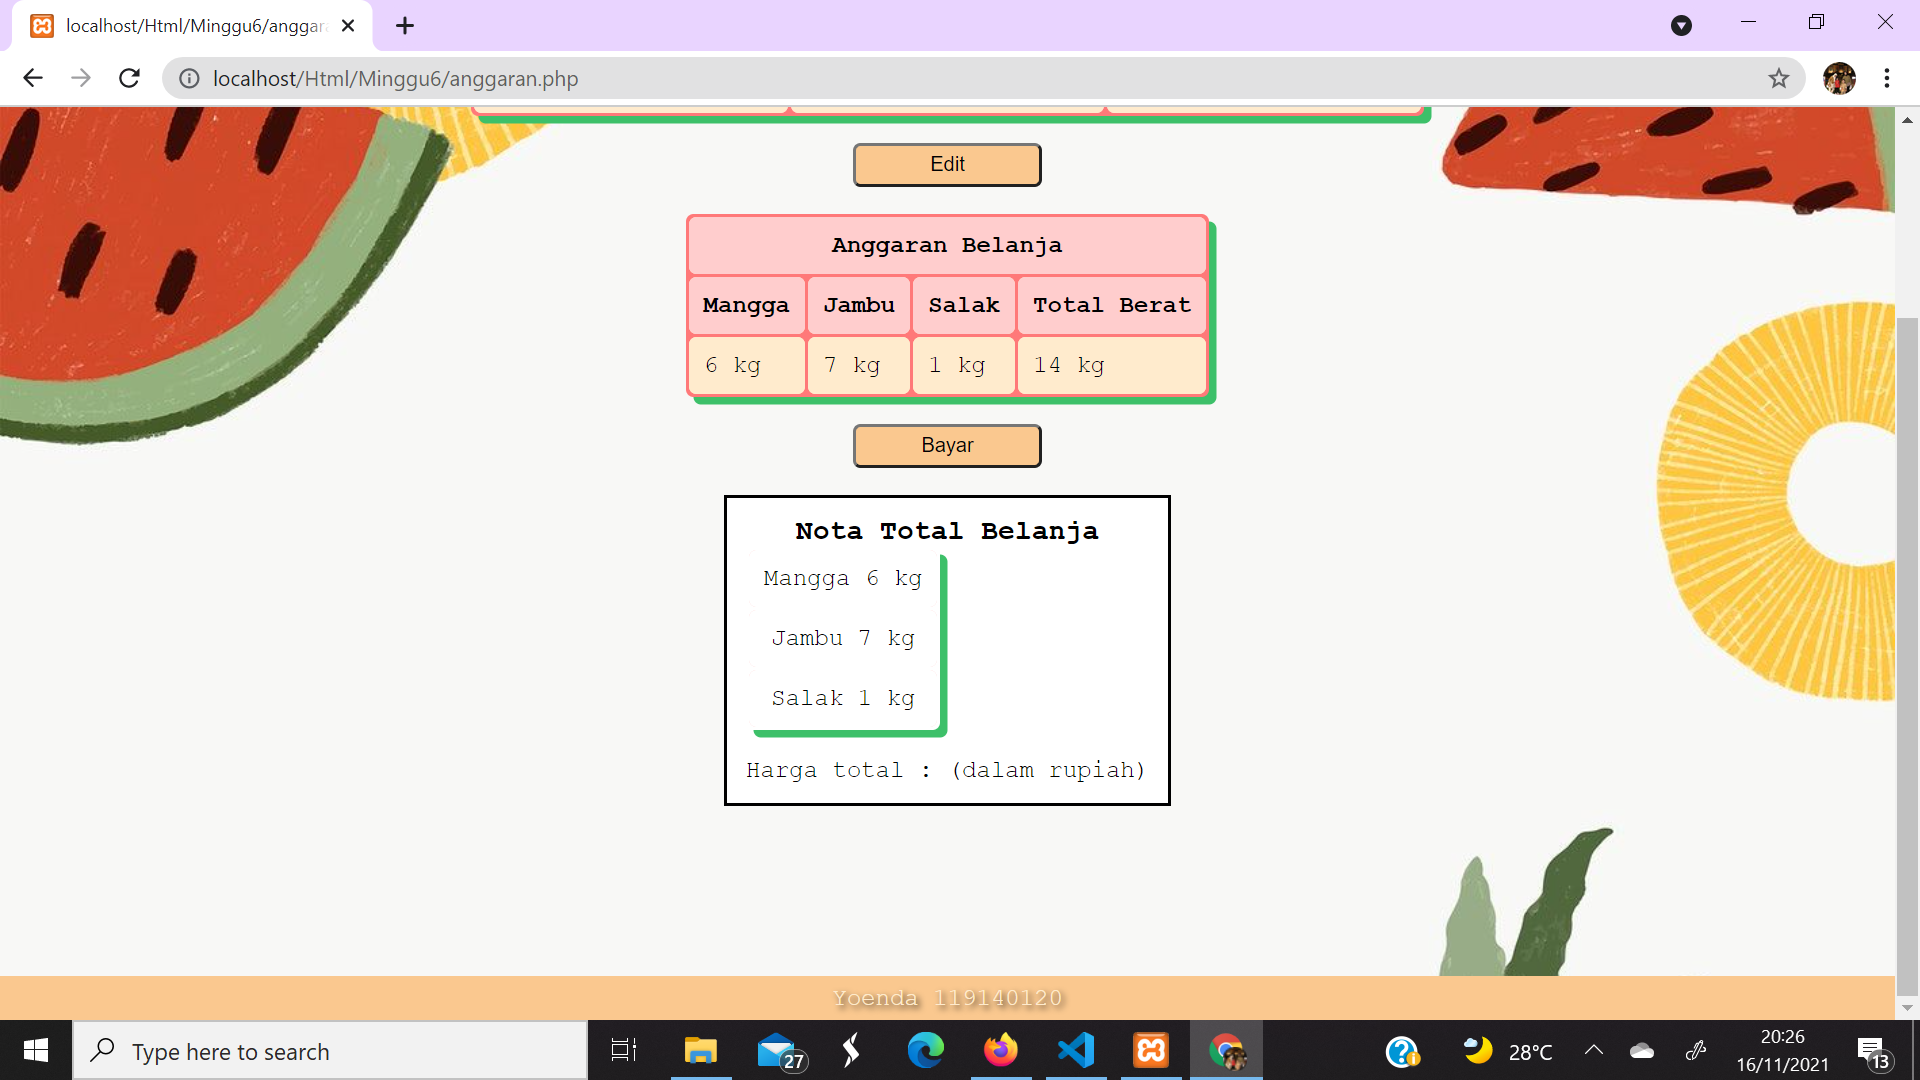 localhost/Html/Minggu6/anggar
localhost/Html/Minggu6/anggaran.php
Edit
Anggaran Belanja
Mangga Jambu Salak Total Berat
6 kg 7 kg 1 kg 14 kg
Bayar
Nota Total Belanja
Mangga 6 kg
Jambu 7 kg
Salak 1 kg
Harga total : (dalam rupiah)
Yoenda 119140120
Type here to search
27
28°C
20:26
16/11/2021
13